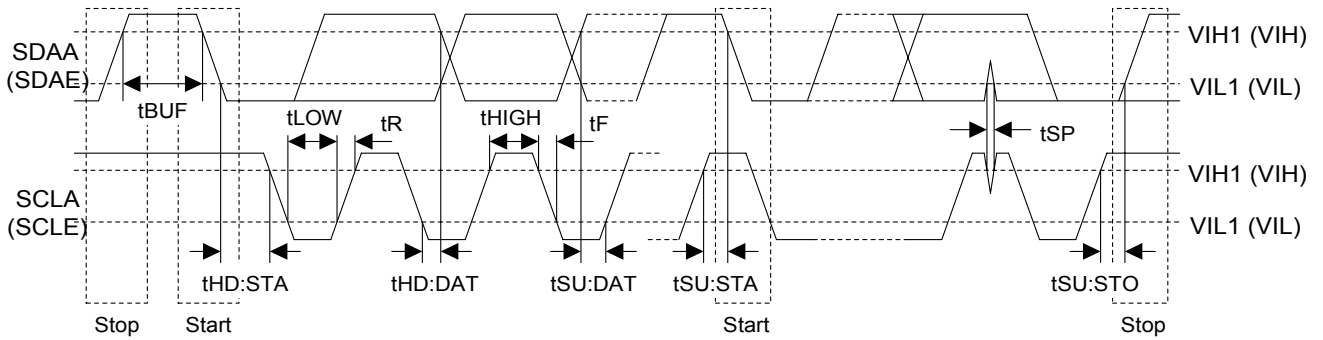 SDAA
(SDAE)
VIH1 (VIH)
VIL1 (VIL)
tBUF
tLOW
tR
tHIGH
tF
tSP
SCLA
(SCLE)
VIH1 (VIH)
VIL1 (VIL)
tHD:STA
tHD:DAT
tSU:DAT
tSU:STA
tSU:STO
Stop
Start
Start
Stop